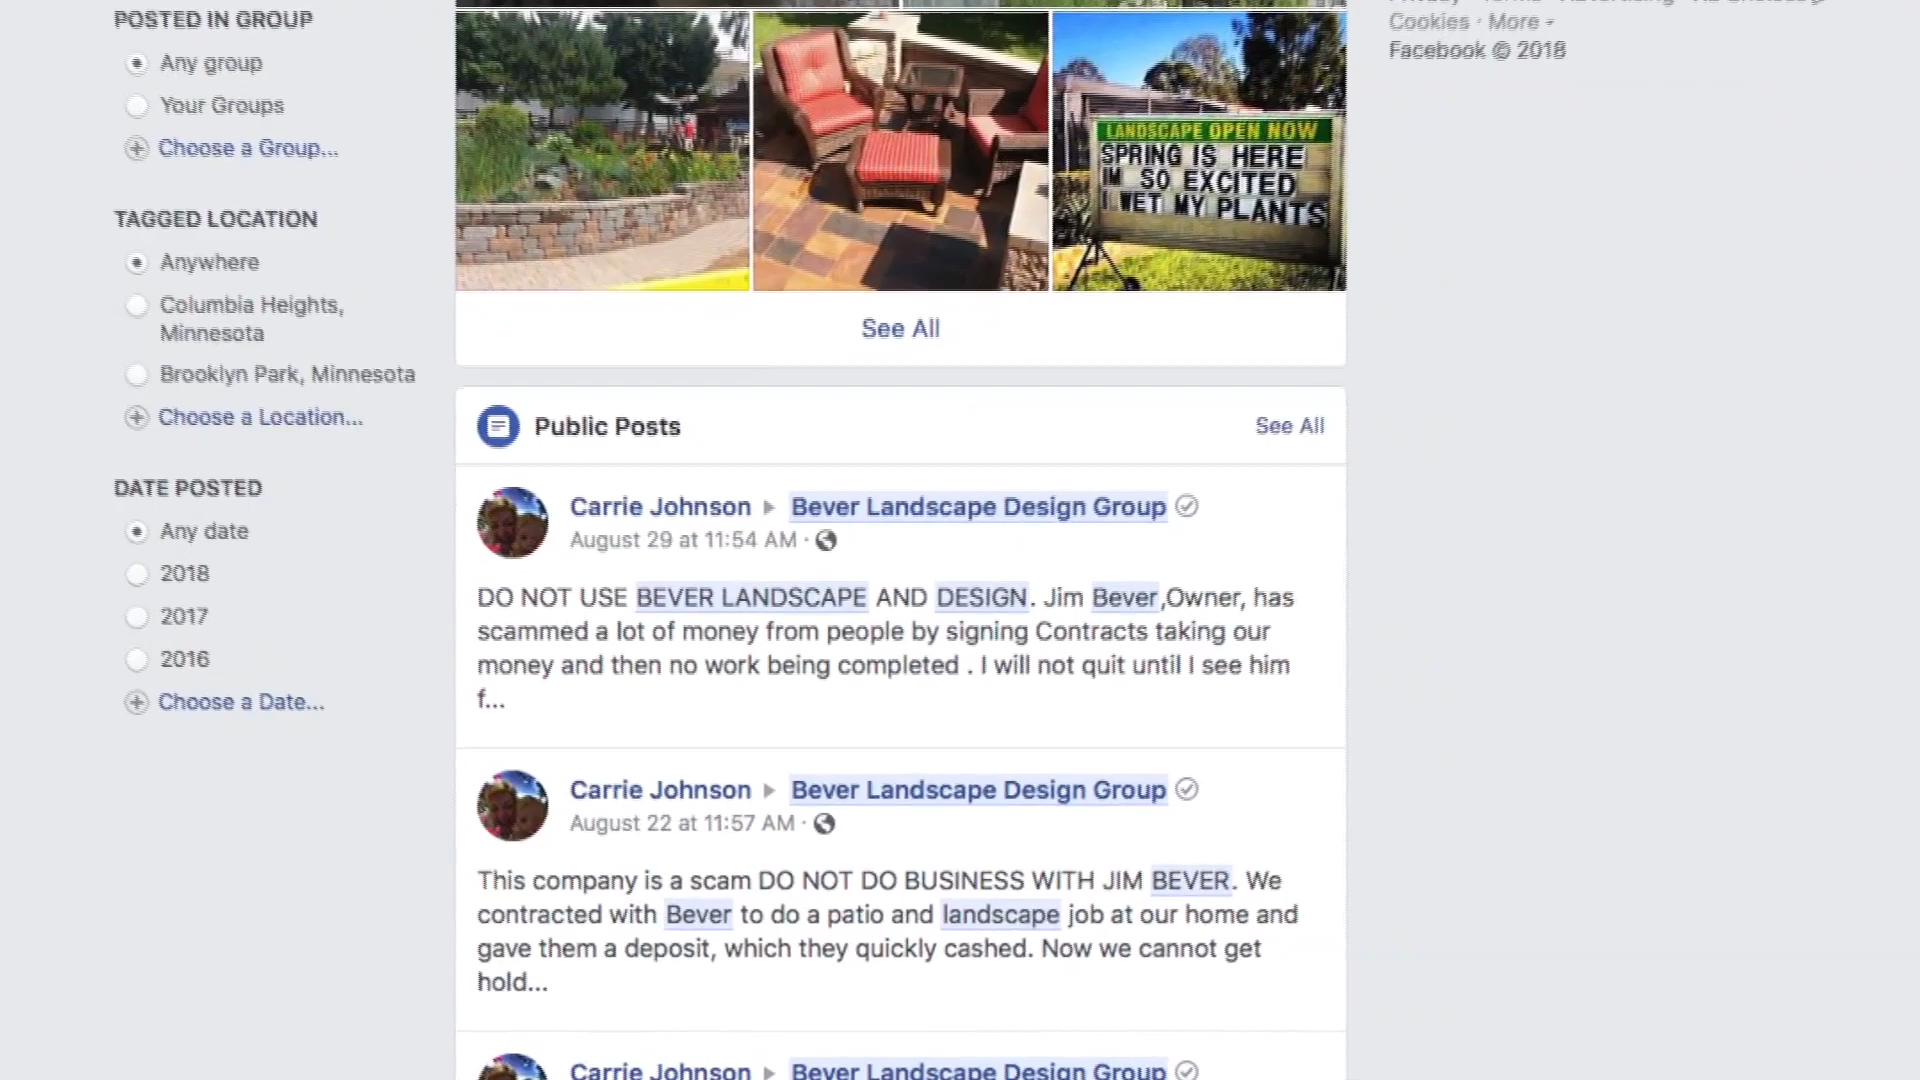 POSTED IN GROUP
Any group
Your Groups
Choose a Group...
TAGGED LOCATION
Anywhere
Columbia Heights,
Minnesota
Brooklyn Park, Minnesota
Choose a Location...
DATE POSTED
Any date
2018
2017
2016
Choose a Date...
LANDSCAPE OPEN NOW
SPRING IS HERE
IM SO EXCITED
I WET MY PLANTS
See All
Public Posts
See All
Carrie Johnson ▸ Bever Landscape Design Group
August 29 at 11:54 AM ·
DO NOT USE BEVER LANDSCAPE AND DESIGN. Jim Bever,Owner, has
scammed a lot of money from people by signing Contracts taking our
money and then no work being completed . I will not quit until I see him
f...
Carrie Johnson ▸ Bever Landscape Design Group
August 22 at 11:57 AM ·
This company is a scam DO NOT DO BUSINESS WITH JIM BEVER. We
contracted with Bever to do a patio and landscape job at our home and
gave them a deposit, which they quickly cashed. Now we cannot get
hold...
Carrie Johnson ▸ Bever Landscape Design Group
Cookies · More
Facebook © 2018